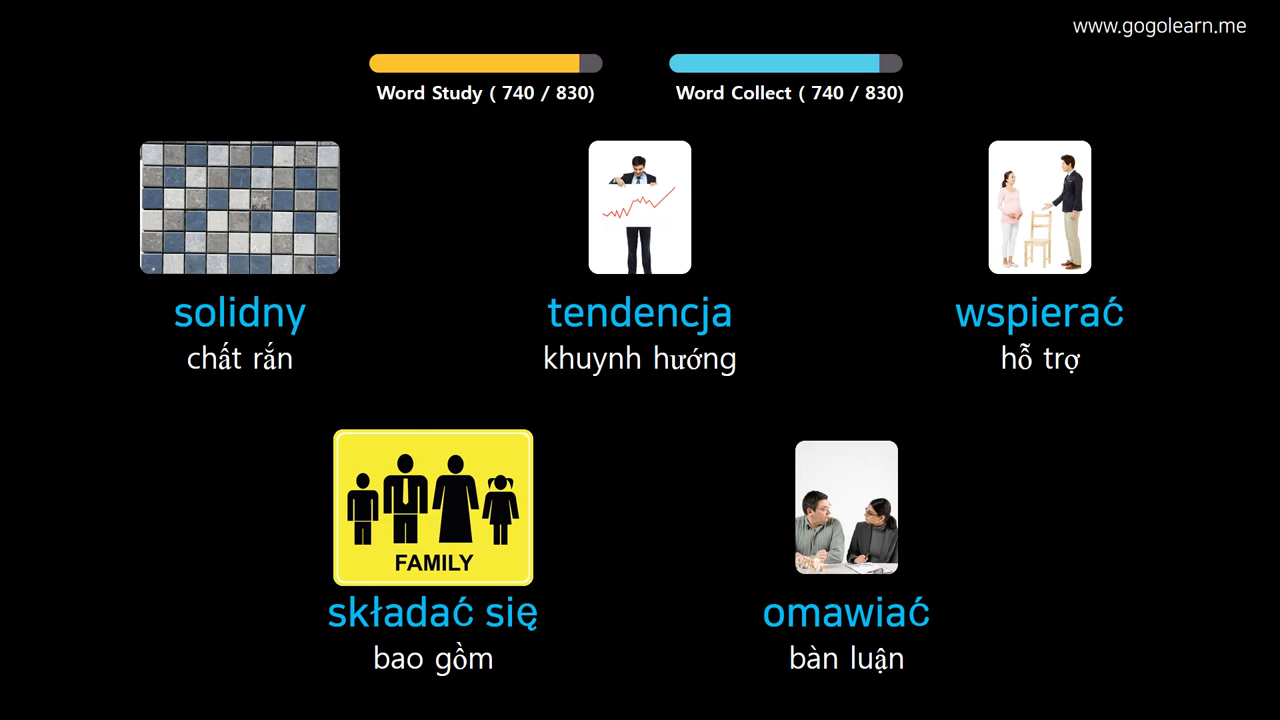 www.gogolearn.me
Word Study ( 740 / 830)
Word Collect ( 740 / 830)
solidny
chất rắn
tendencja
khuynh hướng
wspierać
hỗ trợ
FAMILY
składać się
bao gồm
omawiać
bàn luận